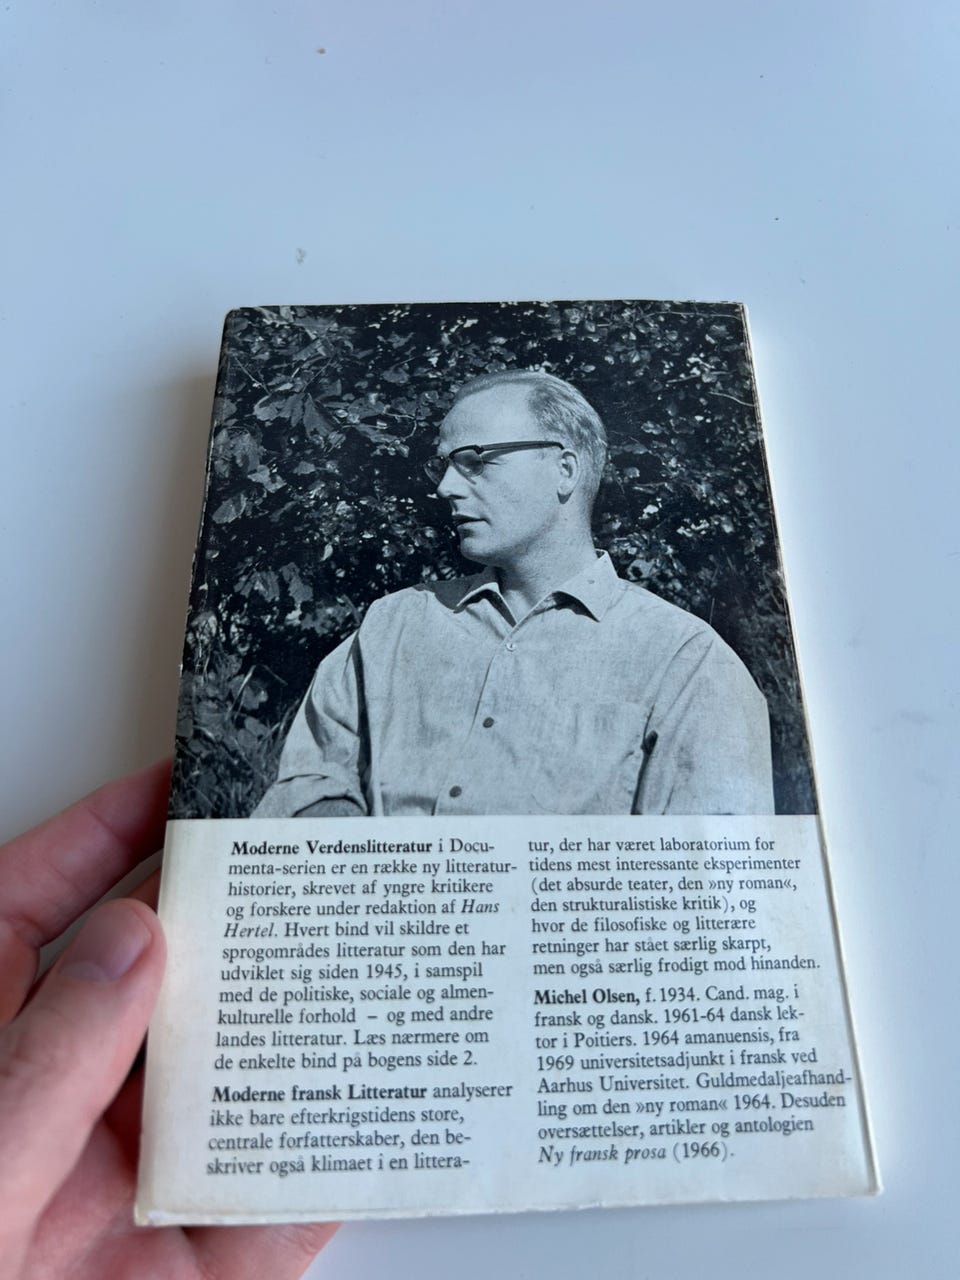 Moderne Verdenslitteratur i Docu-
menta-serien er en række ny litteratur-
historier, skrevet af yngre kritikere
og forskere under redaktion af Hans
Hertel. Hvert bind vil skildre et
sprogområdes litteratur som den har
udviklet sig siden 1945, i samspil
med de politiske, sociale og almen-
kulturelle forhold – og med andre
landes litteratur. Læs nærmere om
de enkelte bind på bogens side 2.
Moderne fransk Litteratur analyserer
ikke bare efterkrigstidens store,
centrale forfatterskaber, den be-
skriver også klimaet i en littera-
tur, der har været laboratorium for
tidens mest interessante eksperimenter
(det absurde teater, den »ny roman«,
den strukturalistiske kritik), og
hvor de filosofiske og litterære
retninger har stået særlig skarpt,
men også særlig frodigt mod hinanden.
Michel Olsen, f. 1934. Cand. mag. i
fransk og dansk. 1961-64 dansk lek-
tor i Poitiers. 1964 amanuensis, fra
1969 universitetsadjunkt i fransk ved
Aarhus Universitet. Guldmedaljeafhand-
ling om den »ny roman« 1964. Desuden
oversættelser, artikler og antologien
Ny fransk prosa (1966).